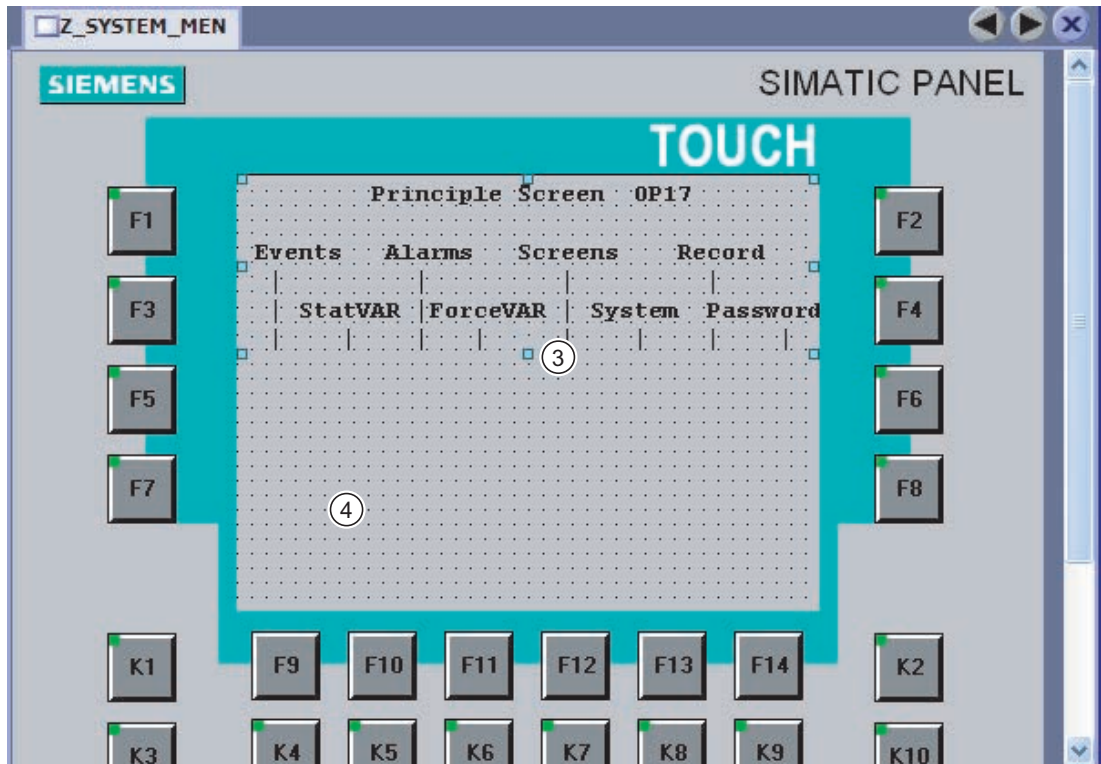 Z_SYSTEM_MEN
SIEMENS
SIMATIC PANEL
TOUCH
Principle Screen OP17
F1
F2
Events Alarms Screens Record
F3
StatVAR ForceVAR System Password
F4
3
F5
F6
F7
4
F8
K1
F9 F10 F11 F12 F13 F14
K2
K3
K4 K5 K6 K7 K8 K9
K10